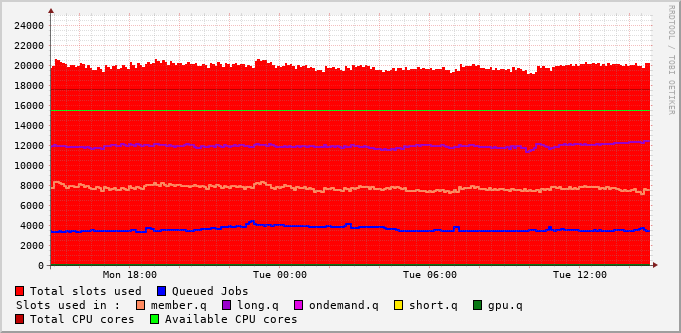 24000
22000
20000
18000
16000
14000
12000
10000
8000
6000
4000
2000
0
Mon 18:00 Tue 00:00 Tue 06:00 Tue 12:00
Total slots used Queued Jobs
Slots used in : member.q long.q ondemand.q short.q gpu.q
Total CPU cores Available CPU cores
RRDTOOL / TOBI OETIKER